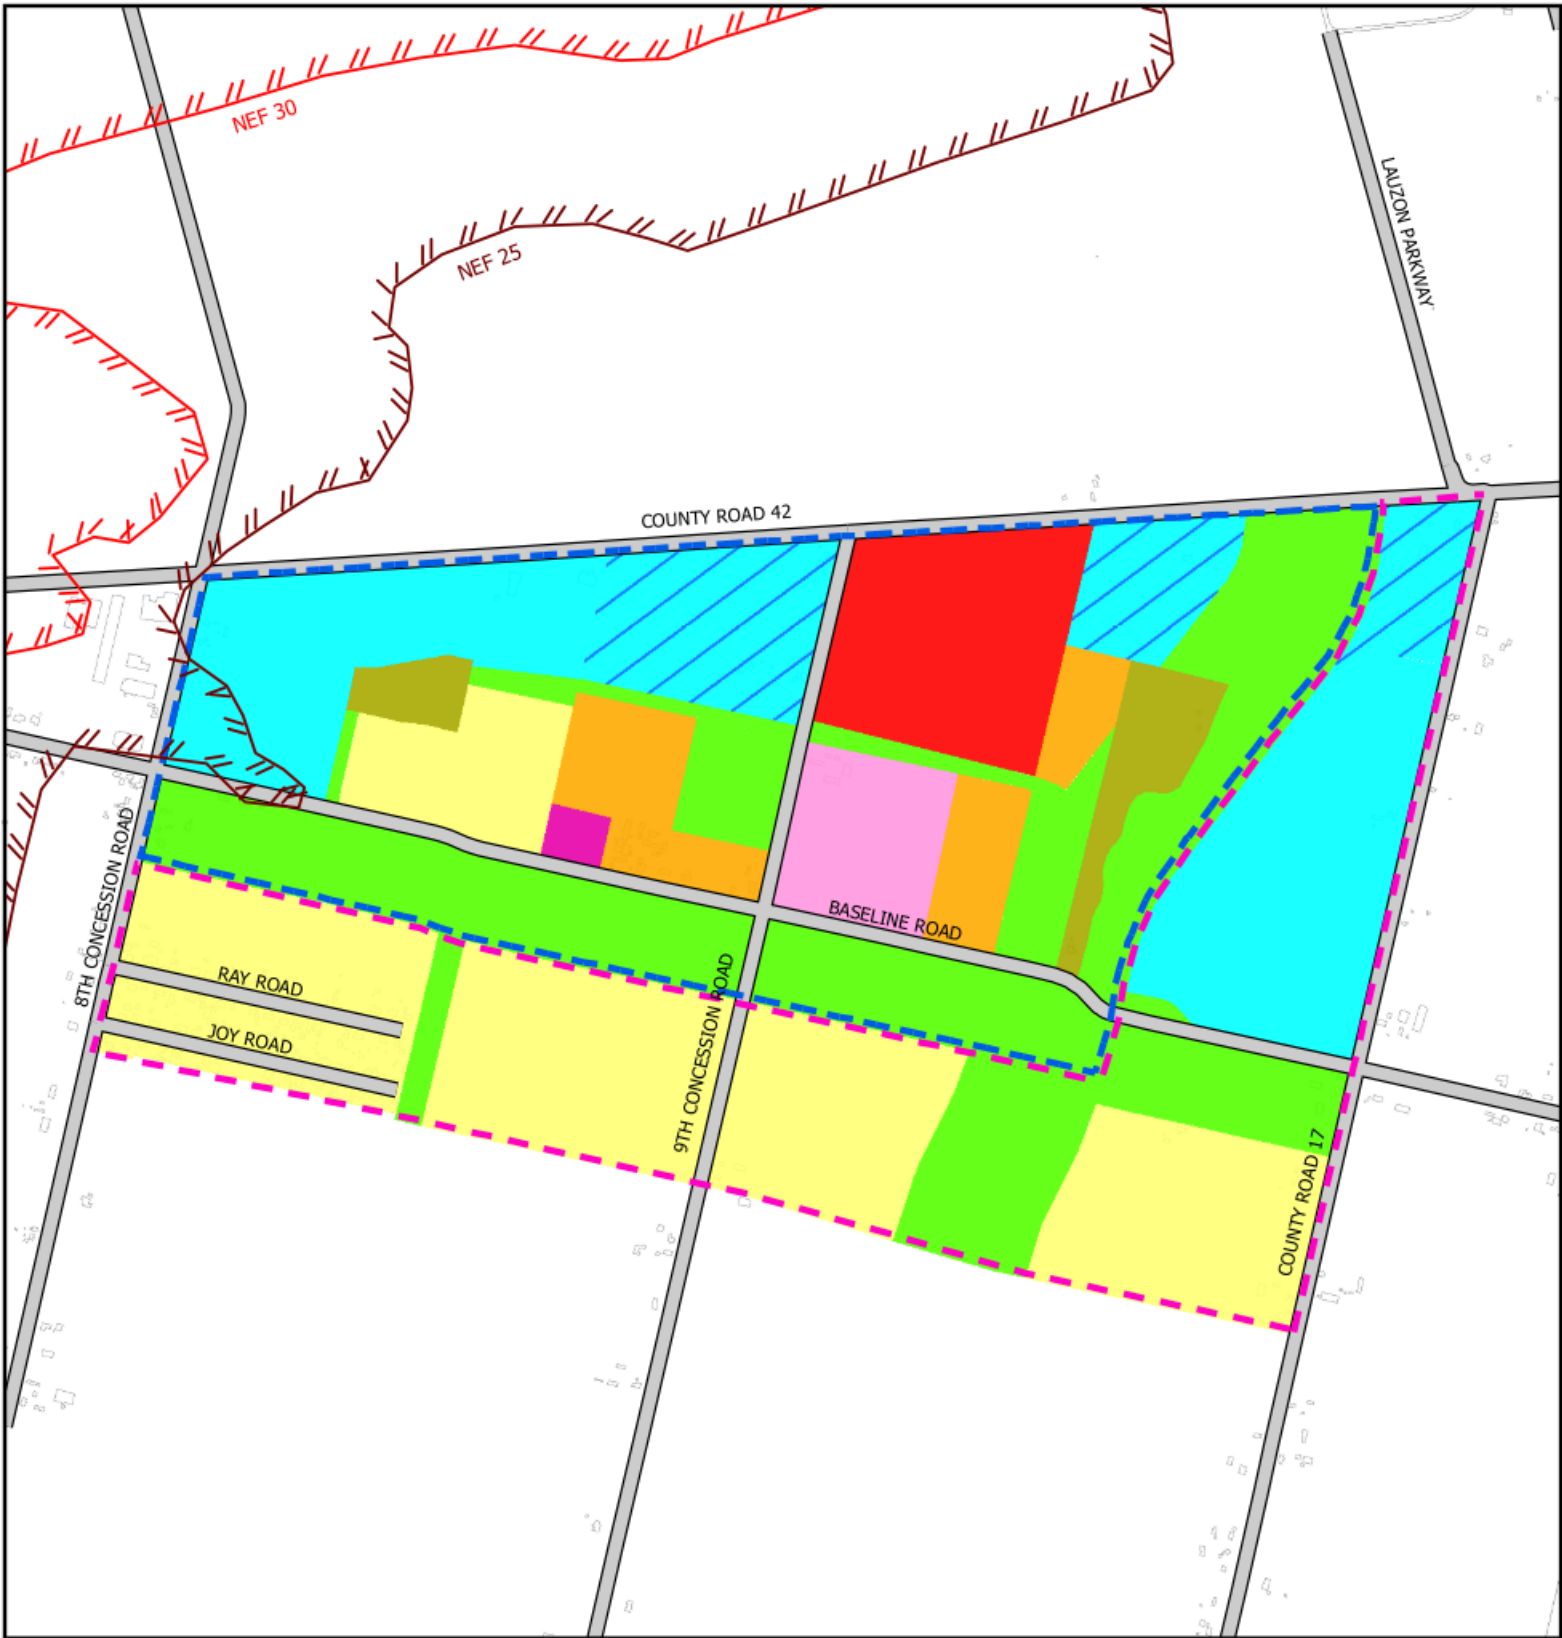 NEF 30
LAUZON PARKWAY
NEF 25
COUNTY ROAD 42
8TH CONCESSION ROAD
BASELINE ROAD
RAY ROAD
JOY ROAD
9TH CONCESSION ROAD
COUNTY ROAD 17